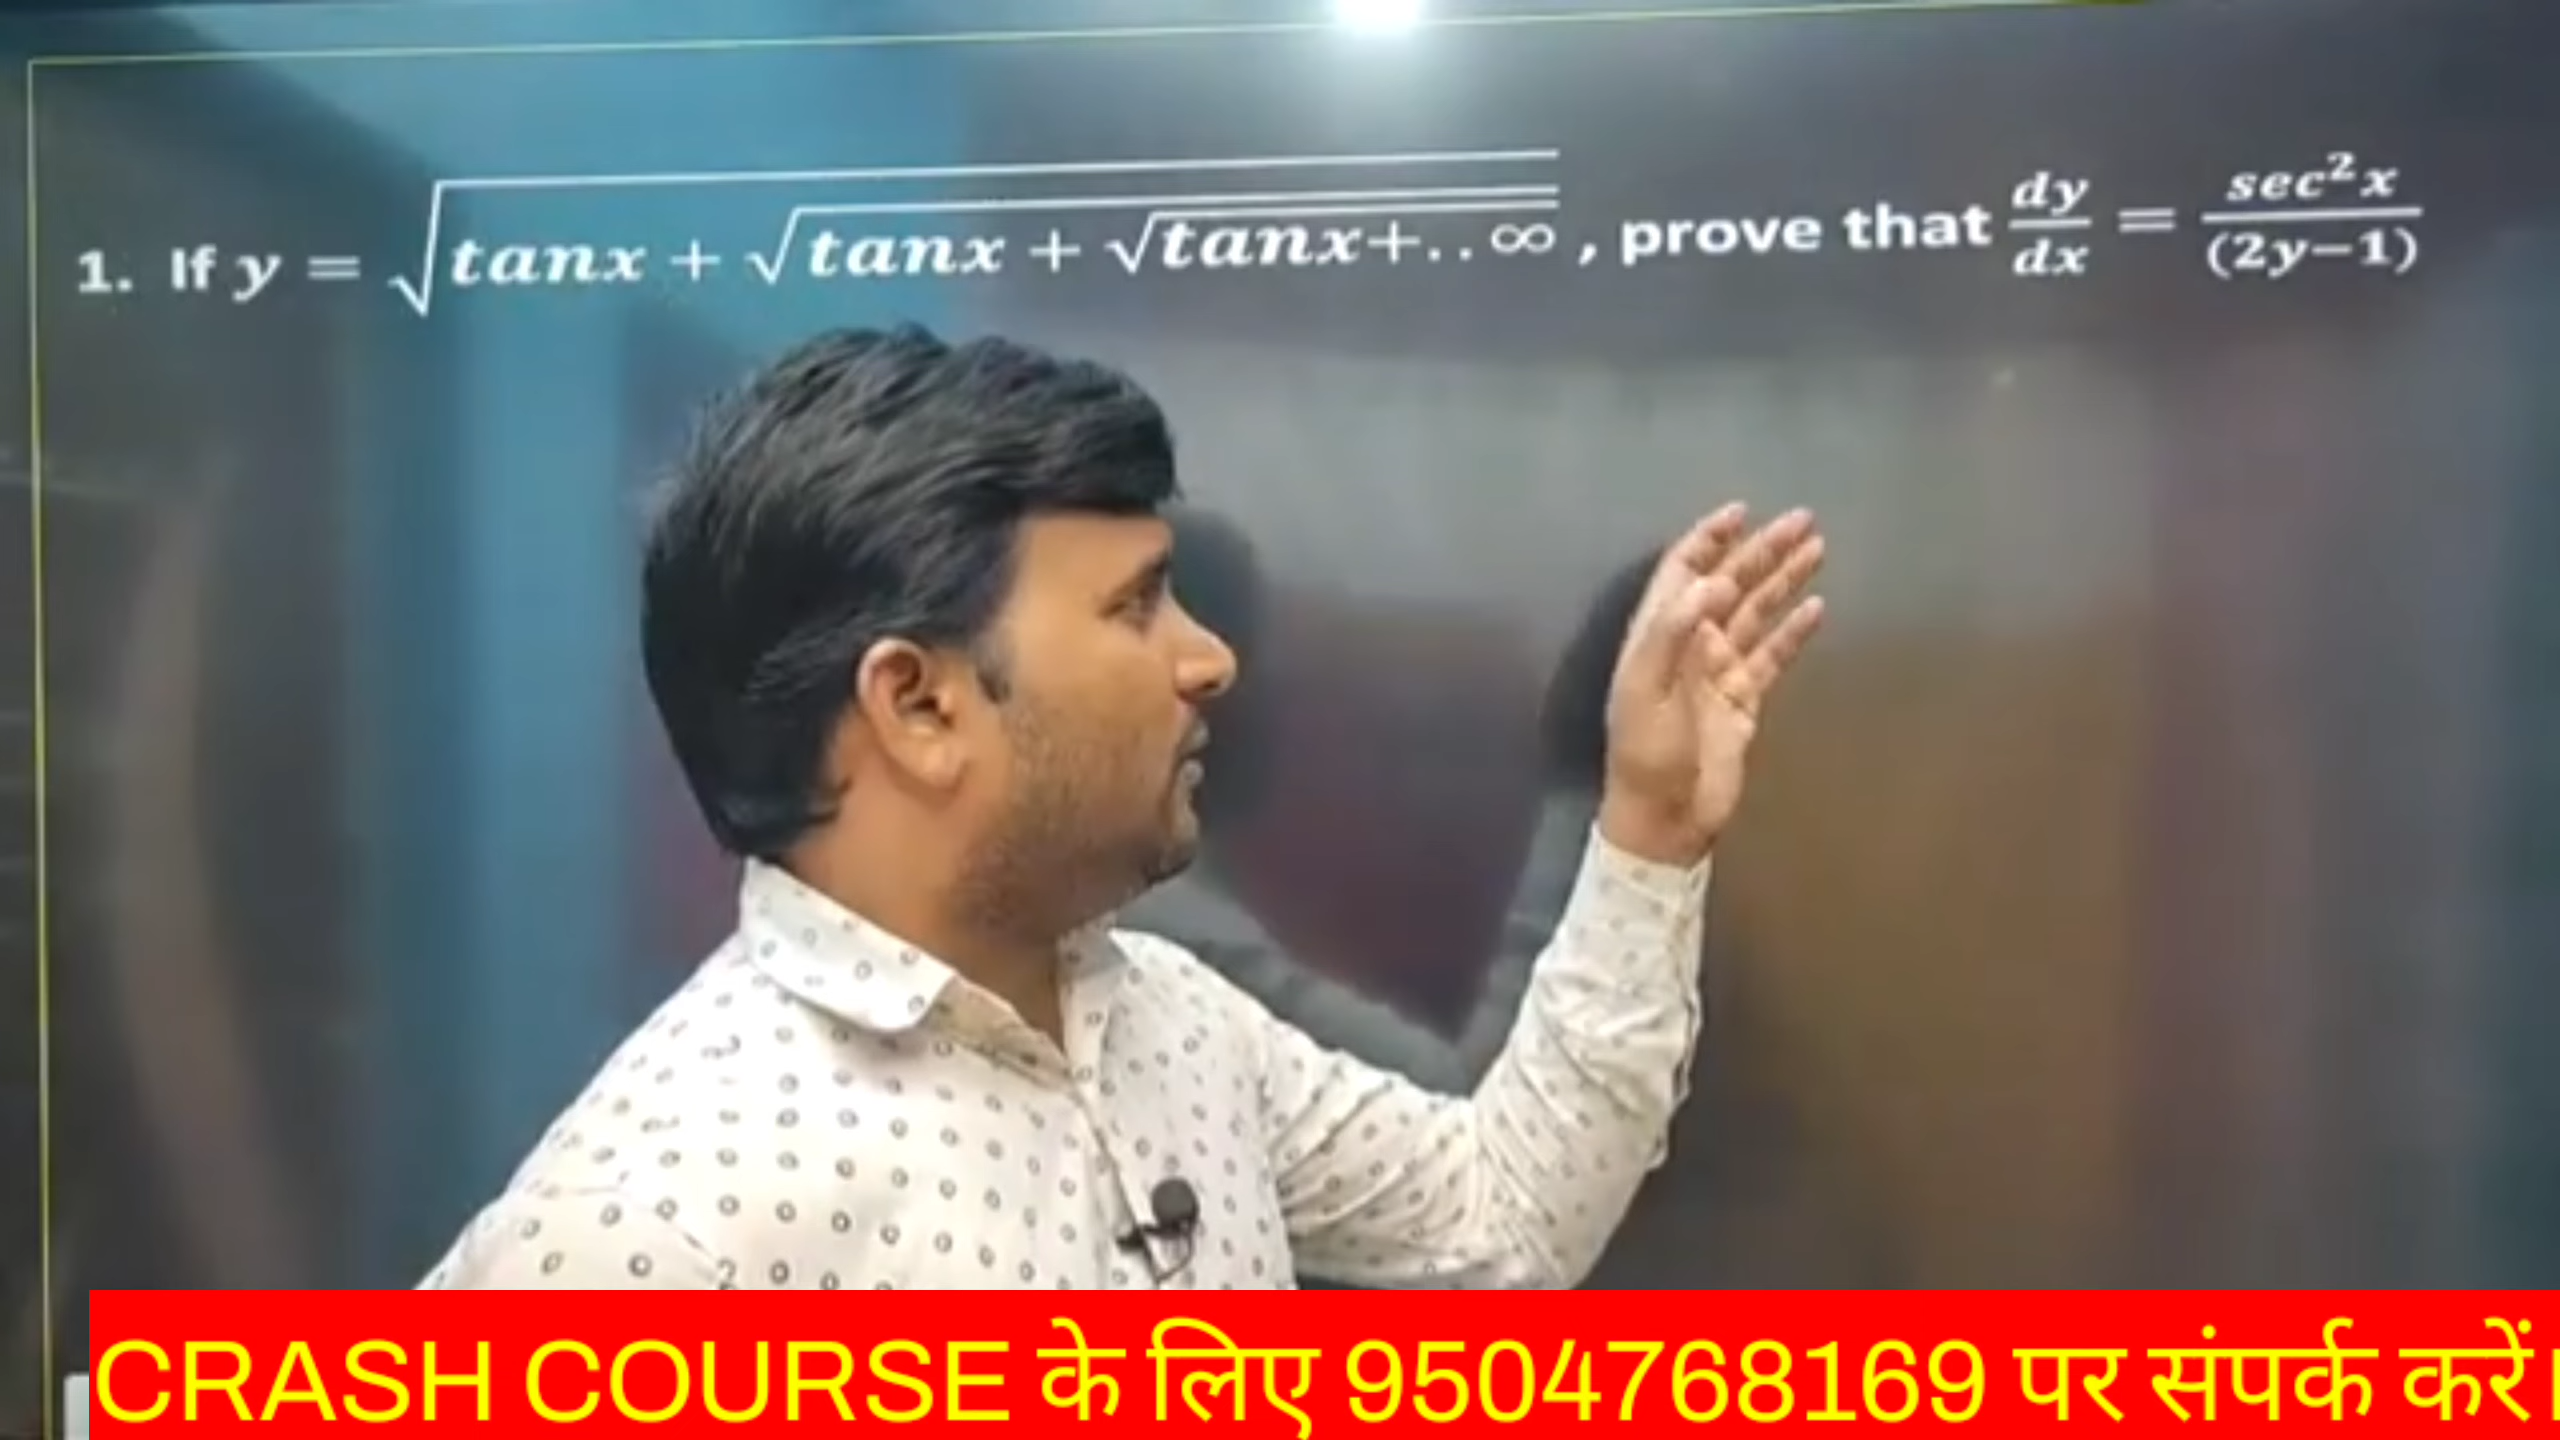 1. If y = √(tanx + √(tanx + √(tanx+..∞))) , prove that dy/dx = sec²x/(2y−1)
CRASH COURSE के लिए 9504768169 पर संपर्क करें।